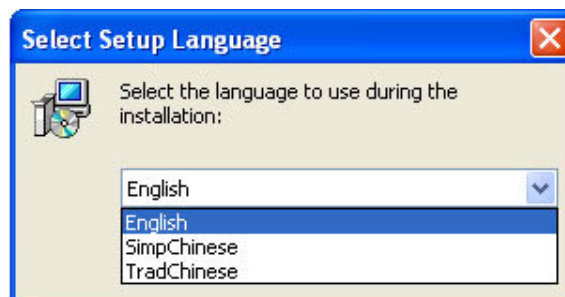 Select Setup Language
Select the language to use during the
installation:
English
English
SimpChinese
TradChinese